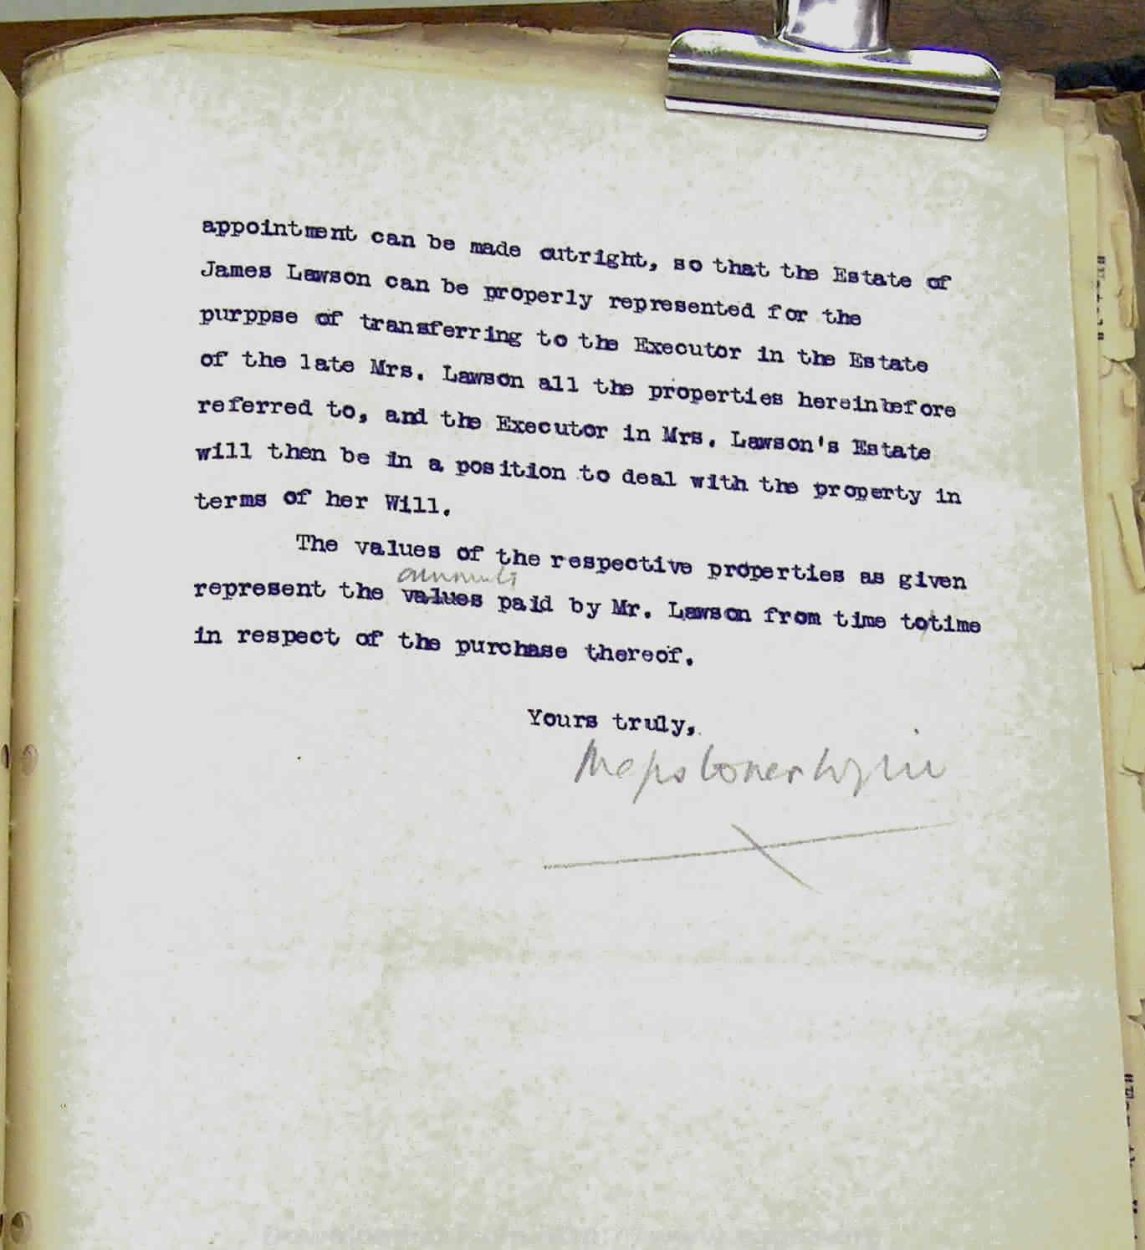 appointment can be made outright, so that the Estate of
James Lawson can be properly represented for the
purppse of transferring to the Executor in the Estate
of the late Mrs. Lawson all the properties hereinbefore
referred to, and the Executor in Mrs. Lawson's Estate
will then be in a position to deal with the property in
terms of her Will.
The values of the respective properties as given
amounts
represent the values paid by Mr. Lawson from time to/time
in respect of the purchase thereof.
Yours truly,